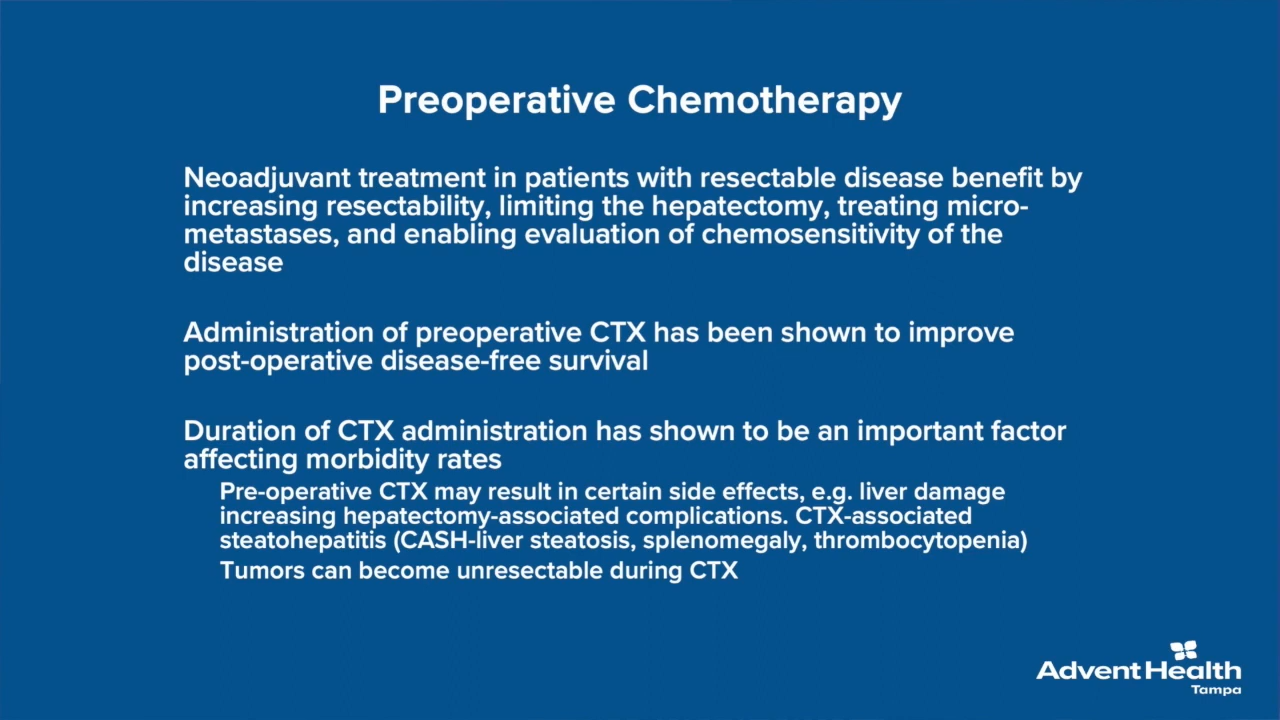 Preoperative Chemotherapy
Neoadjuvant treatment in patients with resectable disease benefit by
increasing resectability, limiting the hepatectomy, treating micro-
metastases, and enabling evaluation of chemosensitivity of the
disease
Administration of preoperative CTX has been shown to improve
post-operative disease-free survival
Duration of CTX administration has shown to be an important factor
affecting morbidity rates
Pre-operative CTX may result in certain side effects, e.g. liver damage
increasing hepatectomy-associated complications. CTX-associated
steatohepatitis (CASH-liver steatosis, splenomegaly, thrombocytopenia)
Tumors can become unresectable during CTX
Advent Health
Tampa